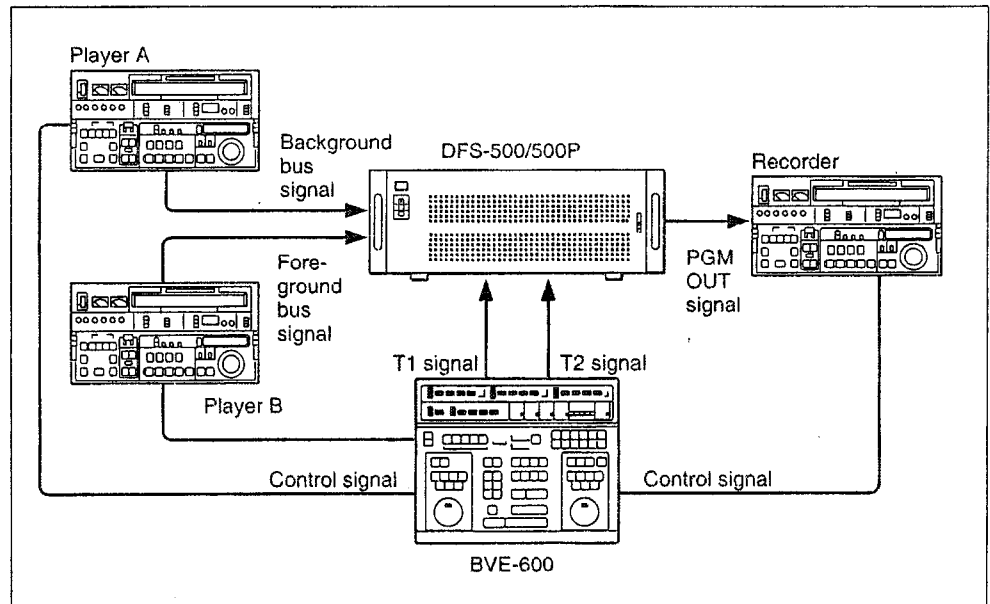 Player A
Background
bus
signal
DFS-500/500P
Recorder
Fore-
ground
bus
signal
PGM
OUT
signal
T1 signal
T2 signal
Player B
Control signal
Control signal
BVE-600